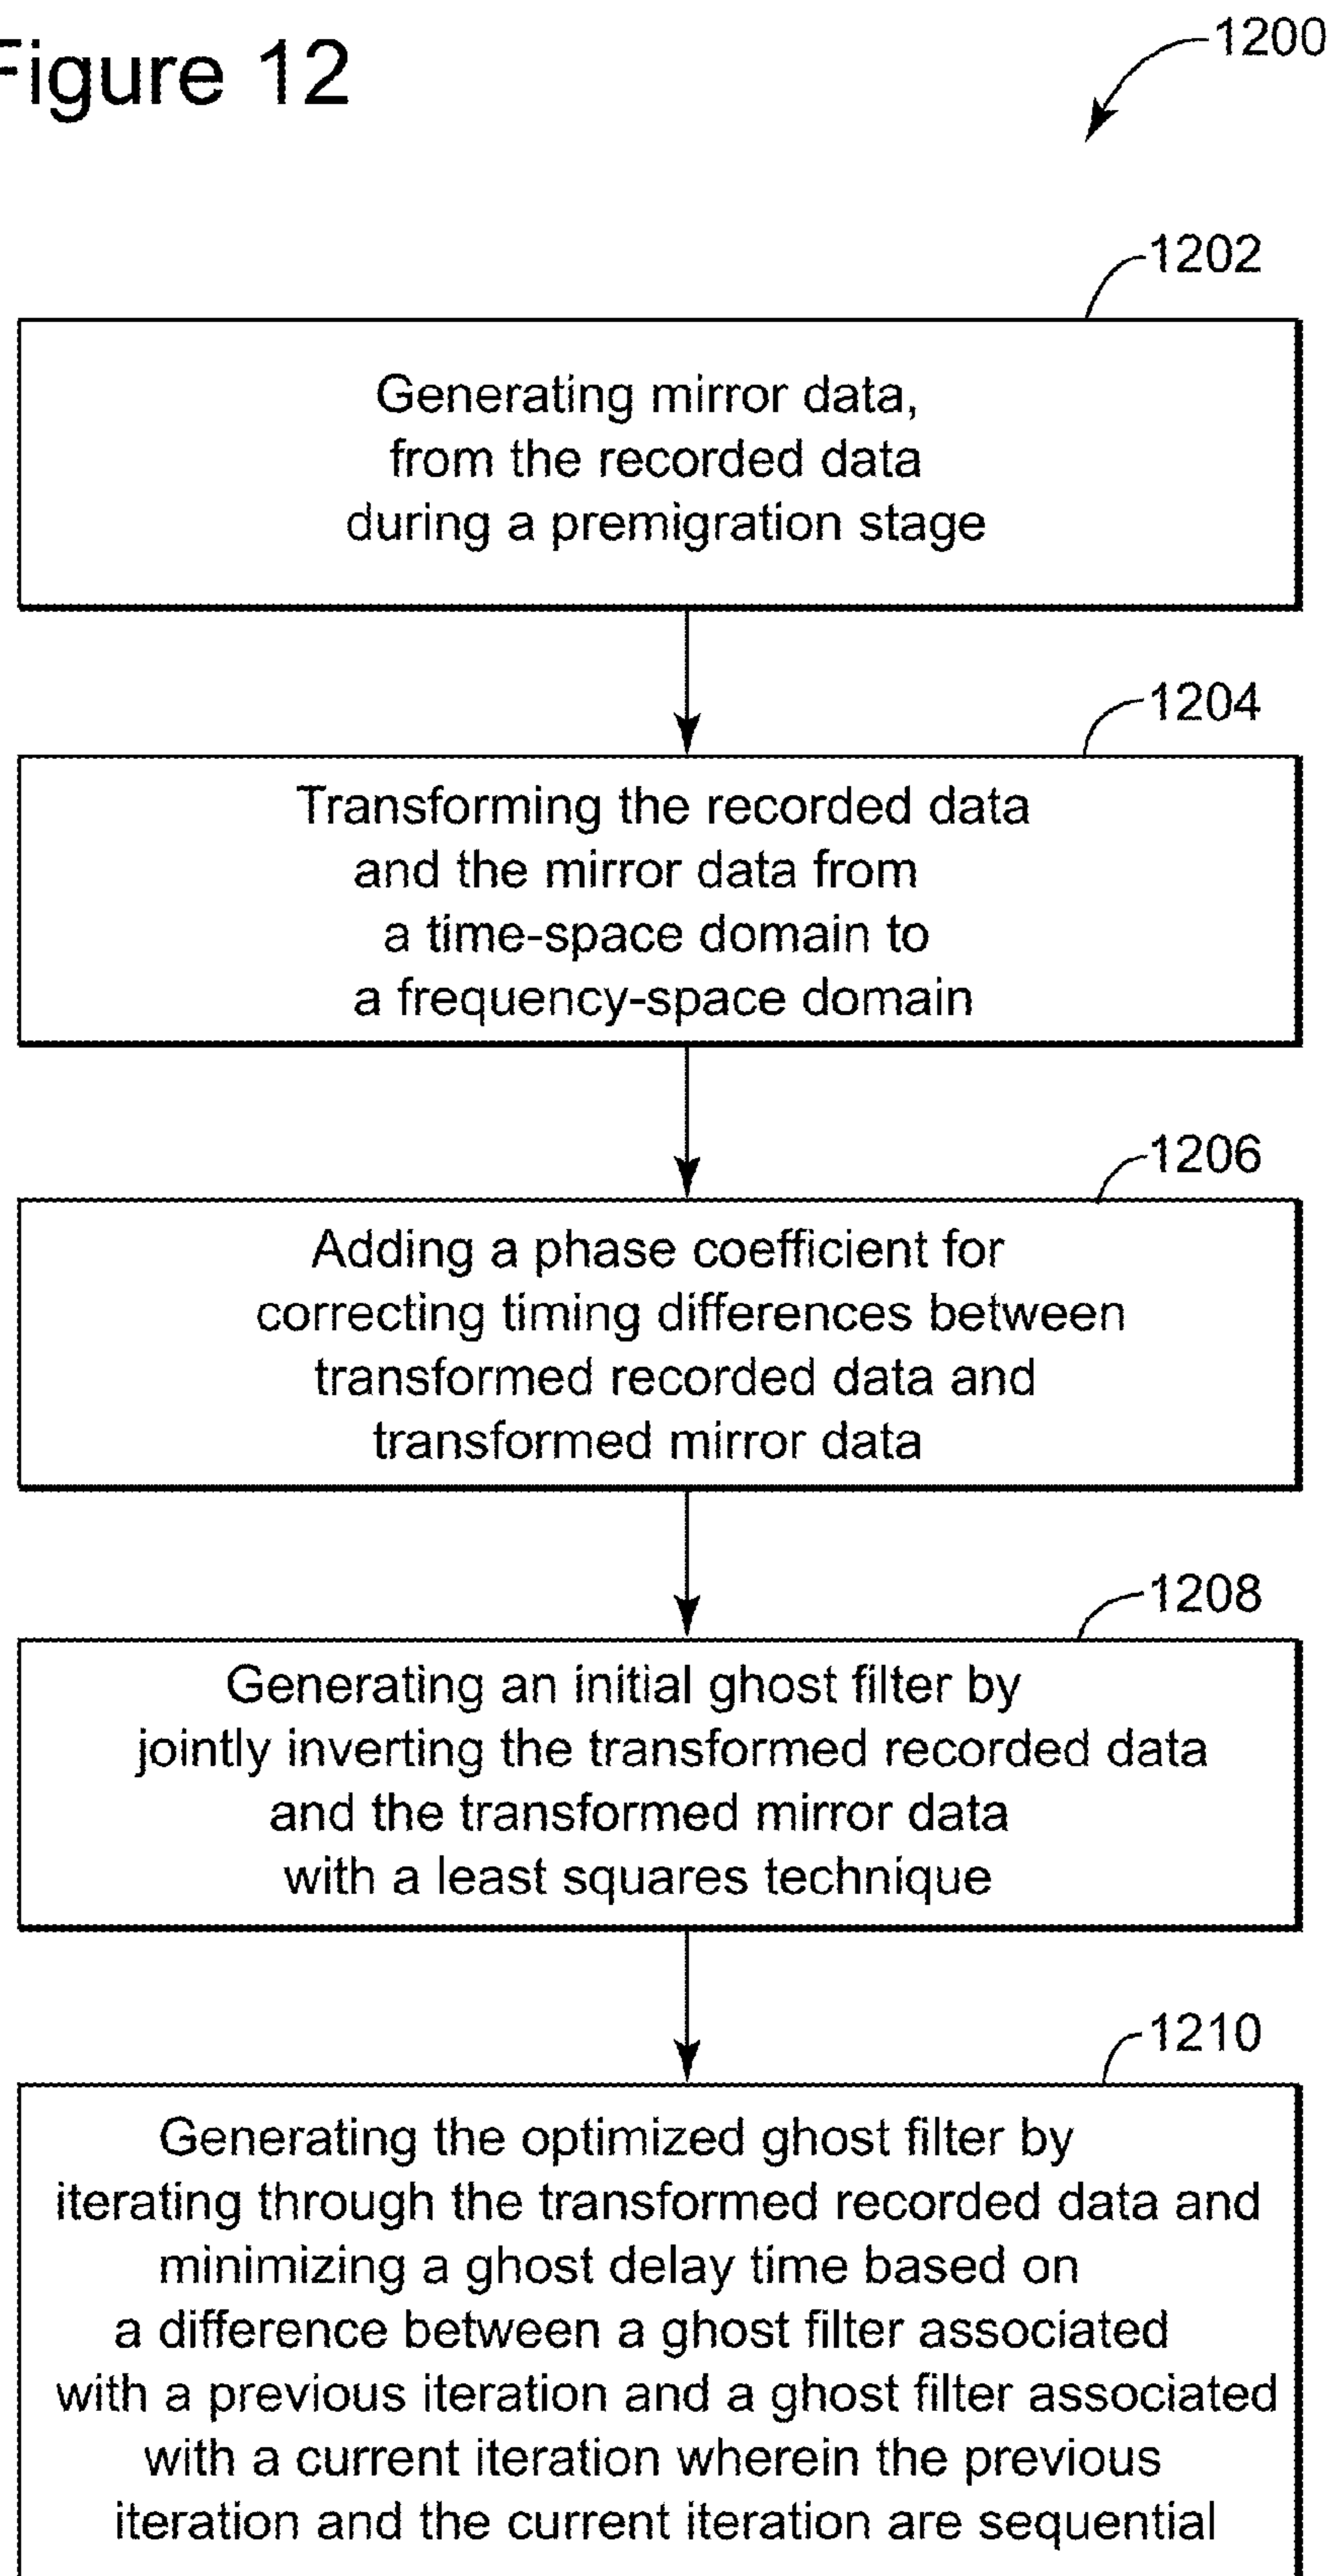 Figure 12
1200
1202
Generating mirror data,
from the recorded data
during a premigration stage
1204
Transforming the recorded data
and the mirror data from
a time-space domain to
a frequency-space domain
1206
Adding a phase coefficient for
correcting timing differences between
transformed recorded data and
transformed mirror data
1208
Generating an initial ghost filter by
jointly inverting the transformed recorded data
and the transformed mirror data
with a least squares technique
1210
Generating the optimized ghost filter by
iterating through the transformed recorded data and
minimizing a ghost delay time based on
a difference between a ghost filter associated
with a previous iteration and a ghost filter associated
with a current iteration wherein the previous
iteration and the current iteration are sequential